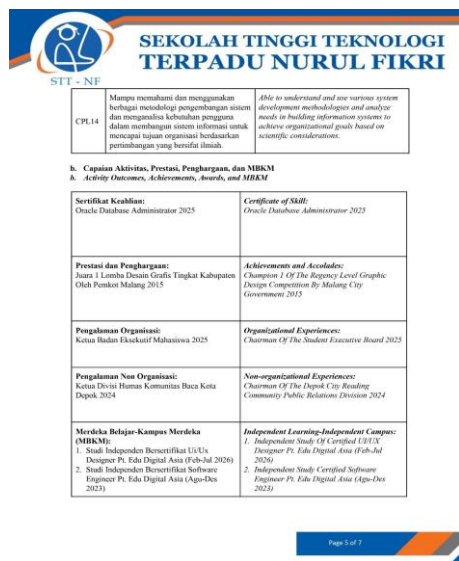 SEKOLAH TINGGI TEKNOLOGI
TERPADU NURUL FIKRI
STT - NF
CPL14
Mampu memahami dan menggunakan
berbagai metodologi pengembangan sistem
dan menganalisa kebutuhan pengguna
dalam membangun sistem informasi untuk
mencapai tujuan organisasi berdasarkan
pertimbangan yang bersifat ilmiah.
Able to understand and use various system
development methodologies and analyze
needs in building information systems to
achieve organizational goals based on
scientific considerations.
b. Capaian Aktivitas, Prestasi, Penghargaan, dan MBKM
b. Activity Outcomes, Achievements, Awards, and MBKM
Sertifikat Keahlian:
Oracle Database Administrator 2025
Certificate of Skill:
Oracle Database Administrator 2025
Prestasi dan Penghargaan:
Juara 1 Lomba Desain Grafis Tingkat Kabupaten
Oleh Pemkot Malang 2015
Achievements and Accolades:
Champion 1 Of The Regency Level Graphic
Design Competition By Malang City
Government 2015
Pengalaman Organisasi:
Ketua Badan Eksekutif Mahasiswa 2025
Organizational Experiences:
Chairman Of The Student Executive Board 2025
Pengalaman Non Organisasi:
Ketua Divisi Humas Komunitas Baca Kota
Depok 2024
Non-organizational Experiences:
Chairman Of The Depok City Reading
Community Public Relations Division 2024
Merdeka Belajar-Kampus Merdeka
(MBKM):
1. Studi Independen Bersertifikat Ui/Ux
Designer Pt. Edu Digital Asia (Feb-Jul 2026)
2. Studi Independen Bersertifikat Software
Engineer Pt. Edu Digital Asia (Agu-Des
2023)
Independent Learning-Independent Campus:
1. Independent Study Of Certified UI/UX
Designer Pt. Edu Digital Asia (Feb-Jul
2026)
2. Independent Study Certified Software
Engineer Pt. Edu Digital Asia (Agu-Des
2023)
Page 5 of 7